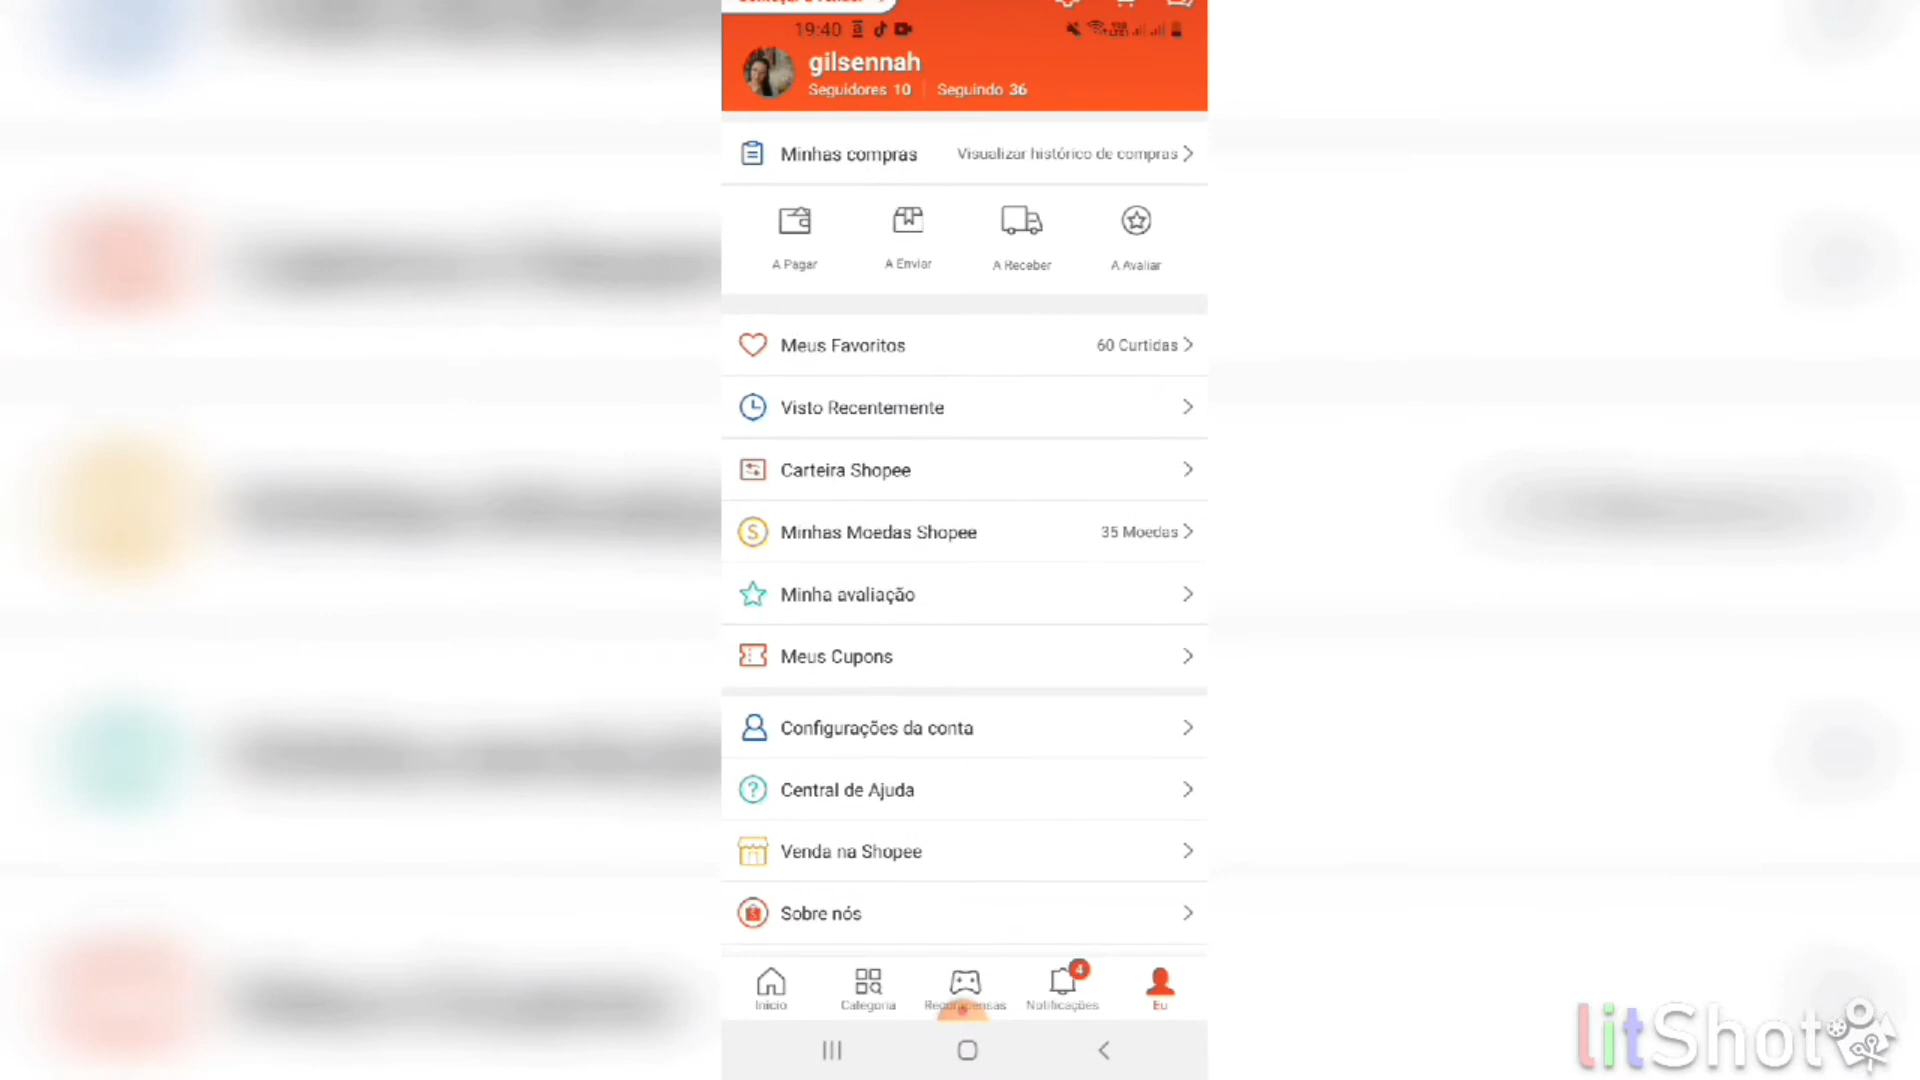 19:40
gilsennah
Seguidores 10 Seguindo 36
Minhas compras Visualizar histórico de compras
A Pagar A Enviar A Receber A Avaliar
Meus Favoritos 60 Curtidas
Visto Recentemente
Carteira Shopee
Minhas Moedas Shopee 35 Moedas
Minha avaliação
Meus Cupons
Configurações da conta
Central de Ajuda
Venda na Shopee
Sobre nós
4
Início Categoria Recompensas Notificações Eu
litShot